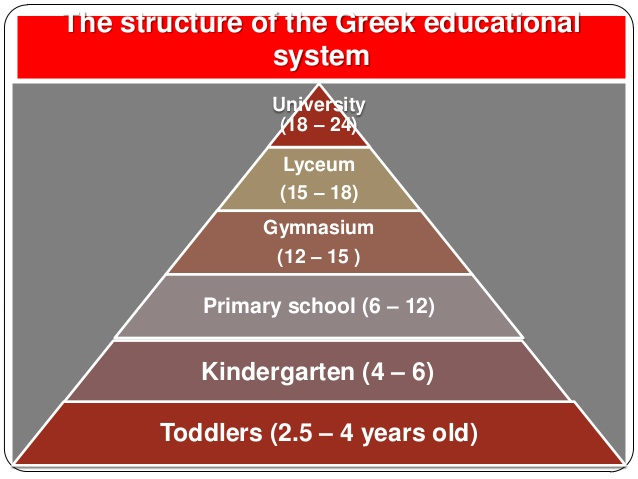 The structure of the Greek educational
system
University
(18 – 24)
Lyceum
(15 – 18)
Gymnasium
(12 – 15 )
Primary school (6 – 12)
Kindergarten (4 – 6)
Toddlers (2.5 – 4 years old)